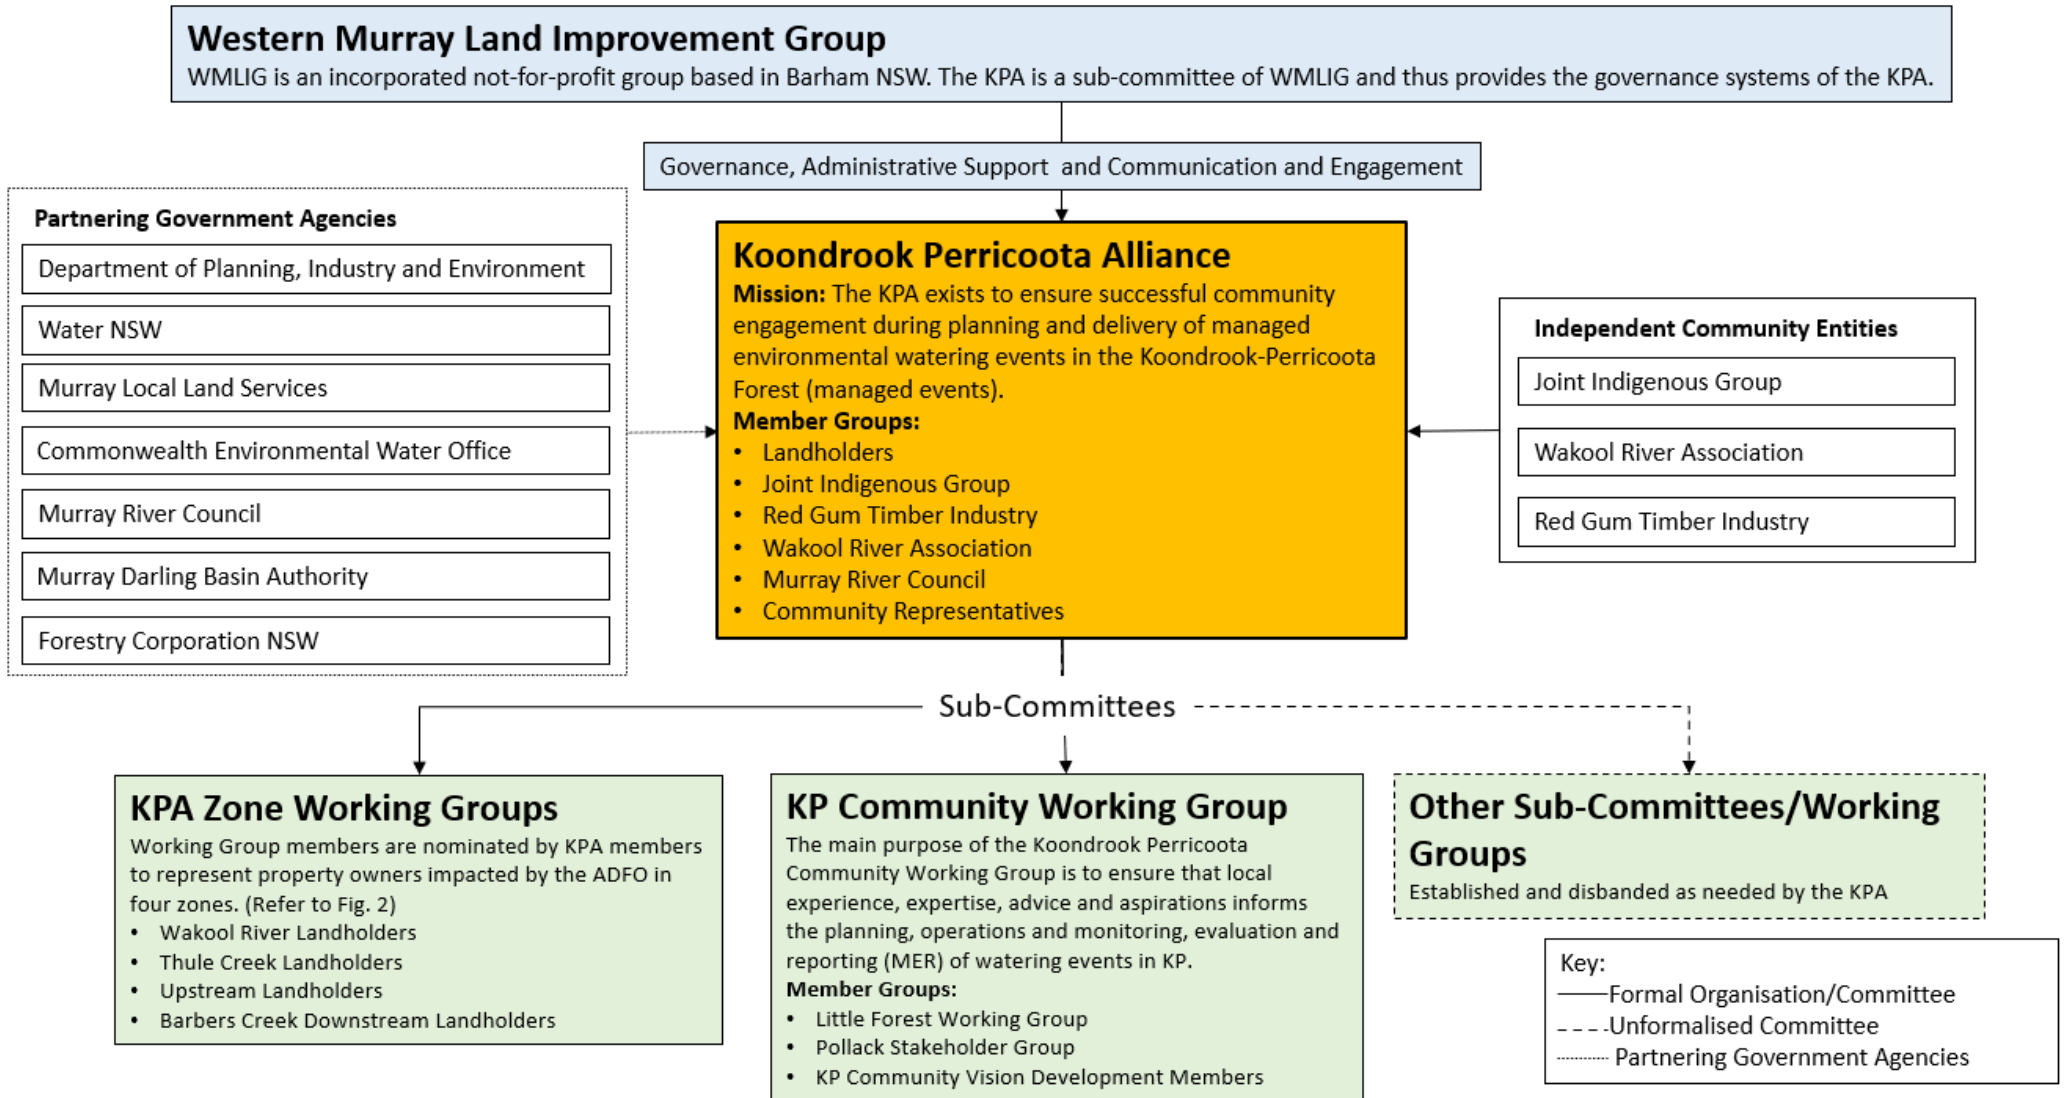 Western Murray Land Improvement Group
WMLIG is an incorporated not-for-profit group based in Barham NSW. The KPA is a sub-committee of WMLIG and thus provides the governance systems of the KPA.
Governance, Administrative Support and Communication and Engagement
Partnering Government Agencies
Department of Planning, Industry and Environment
Water NSW
Murray Local Land Services
Commonwealth Environmental Water Office
Murray River Council
Murray Darling Basin Authority
Forestry Corporation NSW
Koondrook Perricoota Alliance
Mission: The KPA exists to ensure successful community
engagement during planning and delivery of managed
environmental watering events in the Koondrook-Perricoota
Forest (managed events).
Member Groups:
• Landholders
• Joint Indigenous Group
• Red Gum Timber Industry
• Wakool River Association
• Murray River Council
• Community Representatives
Independent Community Entities
Joint Indigenous Group
Wakool River Association
Red Gum Timber Industry
Sub-Committees
KPA Zone Working Groups
Working Group members are nominated by KPA members
to represent property owners impacted by the ADFO in
four zones. (Refer to Fig. 2)
• Wakool River Landholders
• Thule Creek Landholders
• Upstream Landholders
• Barbers Creek Downstream Landholders
KP Community Working Group
The main purpose of the Koondrook Perricoota
Community Working Group is to ensure that local
experience, expertise, advice and aspirations informs
the planning, operations and monitoring, evaluation and
reporting (MER) of watering events in KP.
Member Groups:
• Little Forest Working Group
• Pollack Stakeholder Group
• KP Community Vision Development Members
Other Sub-Committees/Working
Groups
Established and disbanded as needed by the KPA
Key:
Formal Organisation/Committee
Unformalised Committee
Partnering Government Agencies